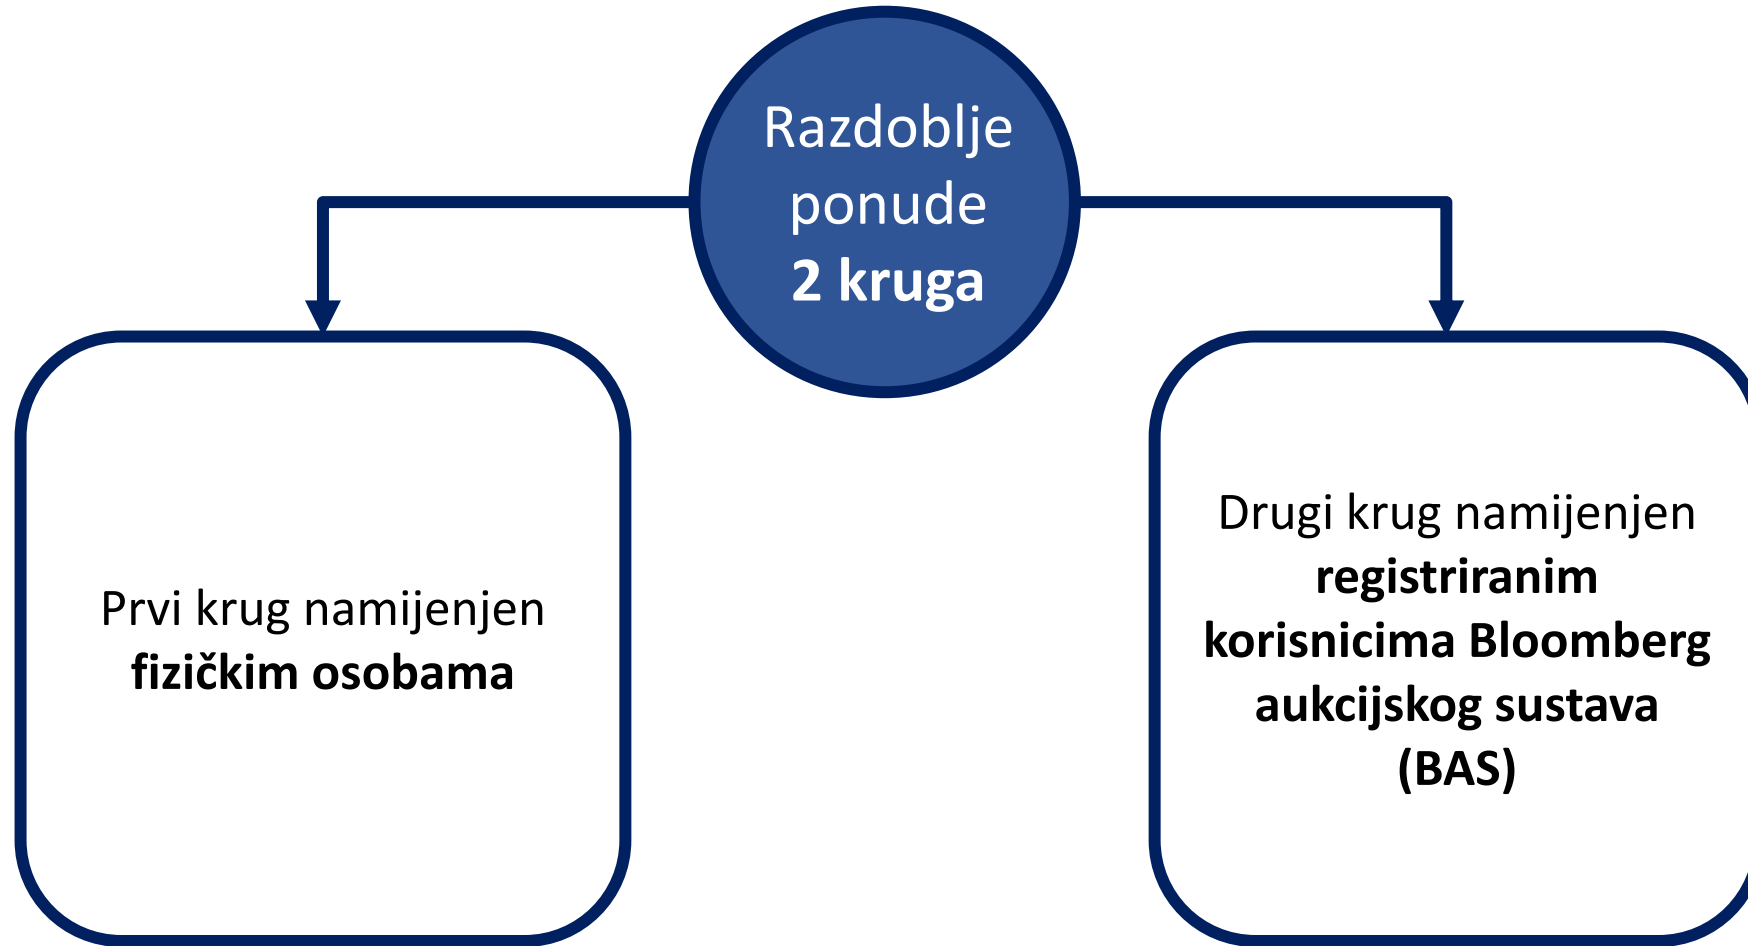 Razdoblje
ponude
2 kruga
Prvi krug namijenjen
fizičkim osobama
Drugi krug namijenjen
registriranim
korisnicima Bloomberg
aukcijskog sustava
(BAS)